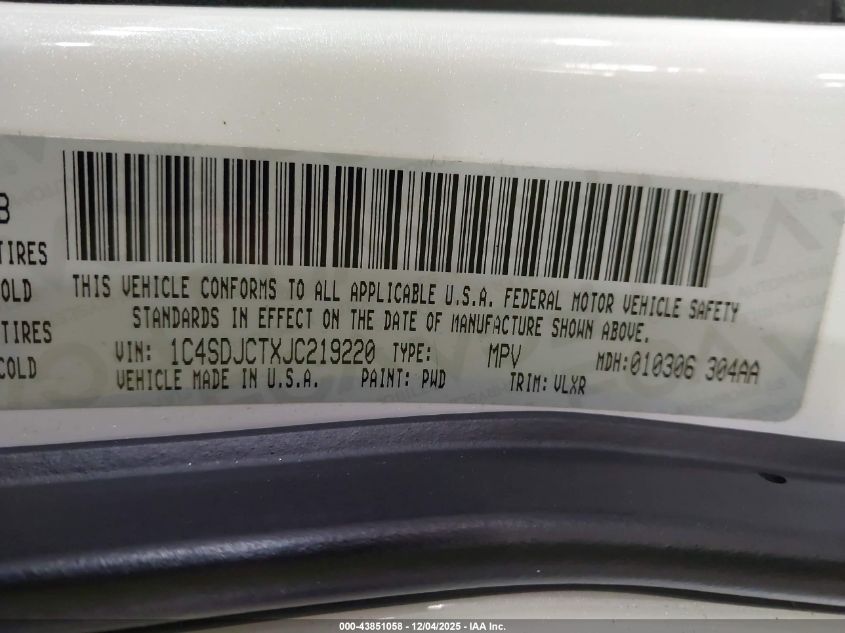 B
TIRES
OLD
TIRES
COLD
THIS VEHICLE CONFORMS TO ALL APPLICABLE U.S.A. FEDERAL MOTOR VEHICLE SAFETY
STANDARDS IN EFFECT ON THE DATE OF MANUFACTURE SHOWN ABOVE.
VIN: 1C4SDJCTXJC219220 TYPE: MPV MDH:010306 304AA
VEHICLE MADE IN U.S.A. PAINT: PWD TRIM: VLXR
000-43851058 - 12/04/2025 - IAA Inc.